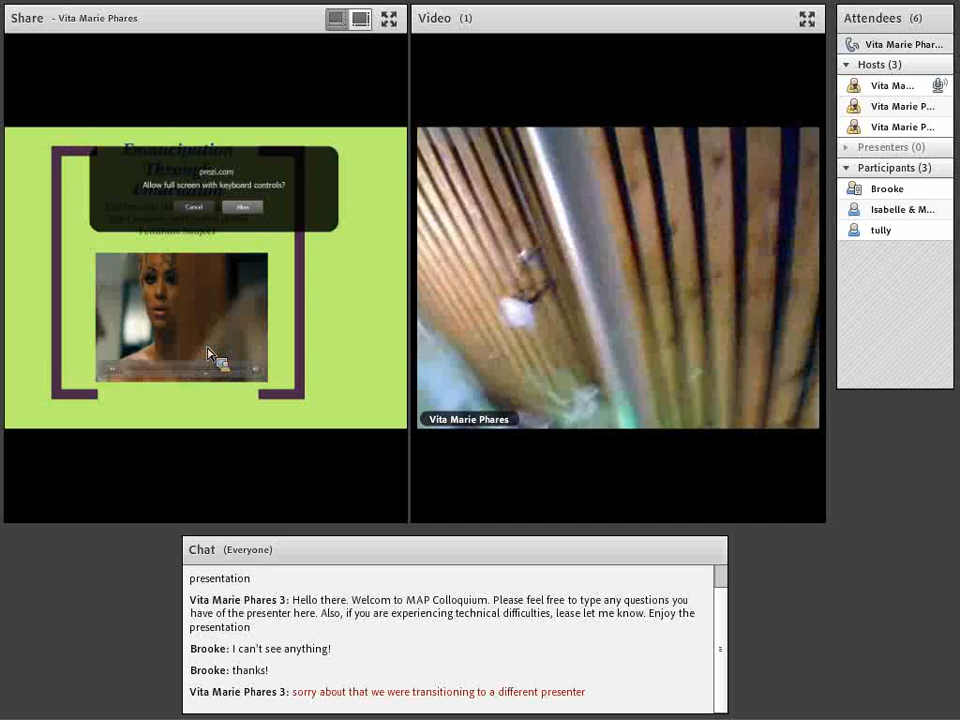 Share - Vita Marie Phares
Video (1)
Attendees (6)
Vita Marie Phar...
Hosts (3)
Vita Ma...
Vita Marie P...
Vita Marie P...
Presenters (0)
Participants (3)
Brooke
Isabelle & M...
tully
Emancipation
Through
prezi.com
Allow full screen with keyboard controls?
Cancel Allow
Feminist Subject
Vita Marie Phares
Chat (Everyone)
presentation
Vita Marie Phares 3: Hello there. Welcom to MAP Colloquium. Please feel free to type any questions you
have of the presenter here. Also, if you are experiencing technical difficulties, lease let me know. Enjoy the
presentation
Brooke: I can't see anything!
Brooke: thanks!
Vita Marie Phares 3: sorry about that we were transitioning to a different presenter